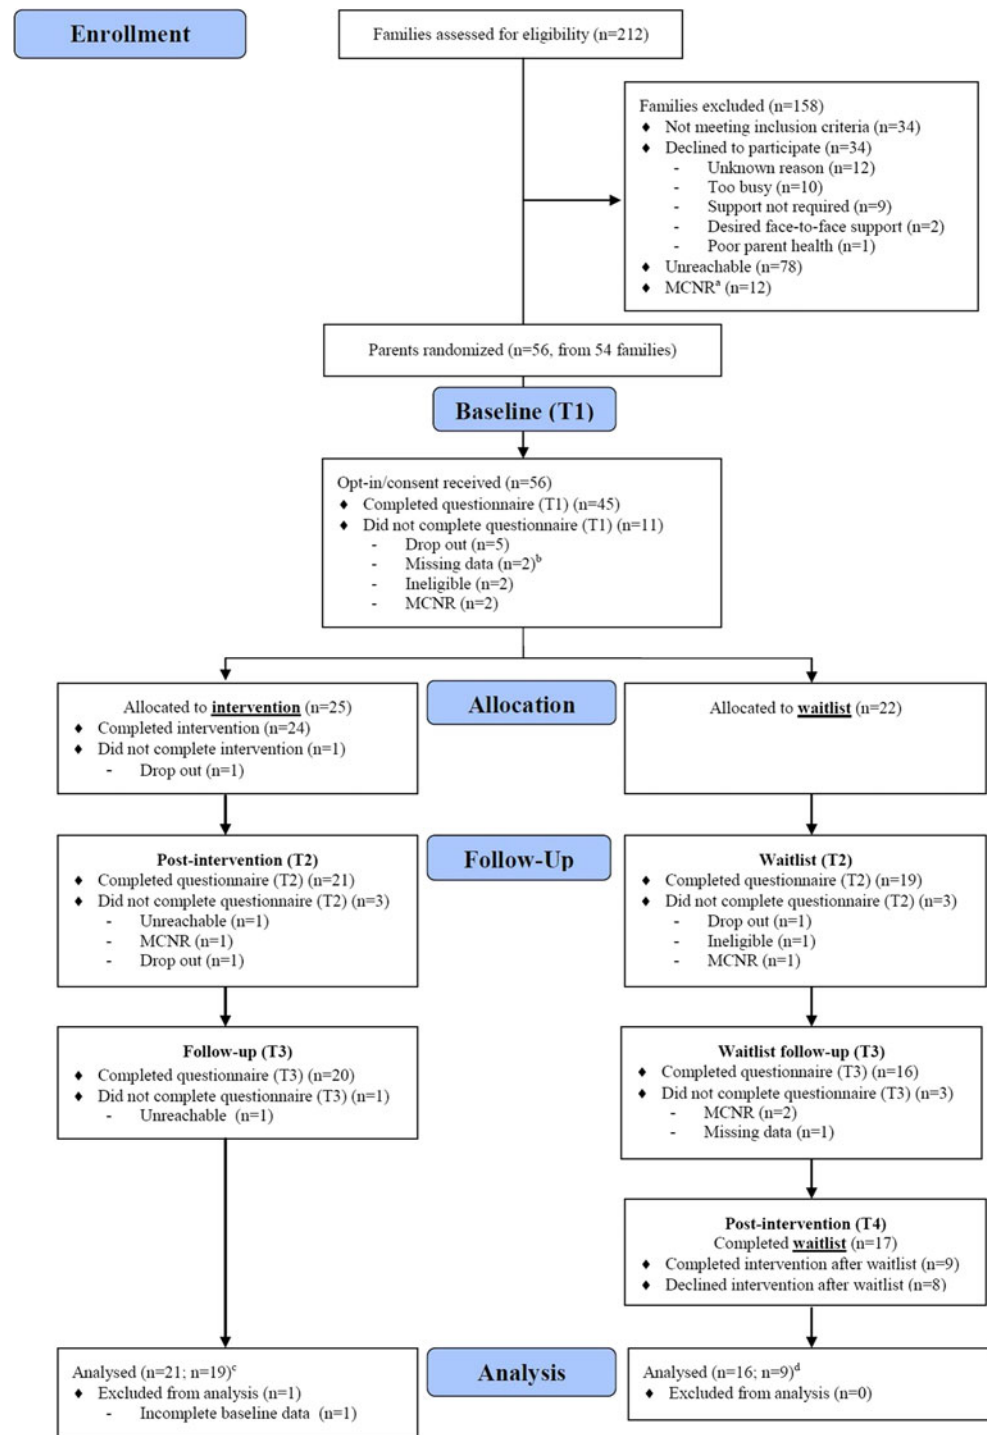 Enrollment
Families assessed for eligibility (n=212)
Families excluded (n=158)
♦ Not meeting inclusion criteria (n=34)
♦ Declined to participate (n=34)
- Unknown reason (n=12)
- Too busy (n=10)
- Support not required (n=9)
- Desired face-to-face support (n=2)
- Poor parent health (n=1)
♦ Unreachable (n=78)
♦ MCNRᵃ (n=12)
Parents randomized (n=56, from 54 families)
Baseline (T1)
Opt-in/consent received (n=56)
♦ Completed questionnaire (T1) (n=45)
♦ Did not complete questionnaire (T1) (n=11)
- Drop out (n=5)
- Missing data (n=2)ᵇ
- Ineligible (n=2)
- MCNR (n=2)
Allocation
Allocated to intervention (n=25)
♦ Completed intervention (n=24)
♦ Did not complete intervention (n=1)
- Drop out (n=1)
Allocated to waitlist (n=22)
Follow-Up
Post-intervention (T2)
♦ Completed questionnaire (T2) (n=21)
♦ Did not complete questionnaire (T2) (n=3)
- Unreachable (n=1)
- MCNR (n=1)
- Drop out (n=1)
Waitlist (T2)
♦ Completed questionnaire (T2) (n=19)
♦ Did not complete questionnaire (T2) (n=3)
- Drop out (n=1)
- Ineligible (n=1)
- MCNR (n=1)
Follow-up (T3)
♦ Completed questionnaire (T3) (n=20)
♦ Did not complete questionnaire (T3) (n=1)
- Unreachable (n=1)
Waitlist follow-up (T3)
♦ Completed questionnaire (T3) (n=16)
♦ Did not complete questionnaire (T3) (n=3)
- MCNR (n=2)
- Missing data (n=1)
Post-intervention (T4)
Completed waitlist (n=17)
♦ Completed intervention after waitlist (n=9)
♦ Declined intervention after waitlist (n=8)
Analysis
Analysed (n=21; n=19)ᶜ
♦ Excluded from analysis (n=1)
- Incomplete baseline data (n=1)
Analysed (n=16; n=9)ᵈ
♦ Excluded from analysis (n=0)